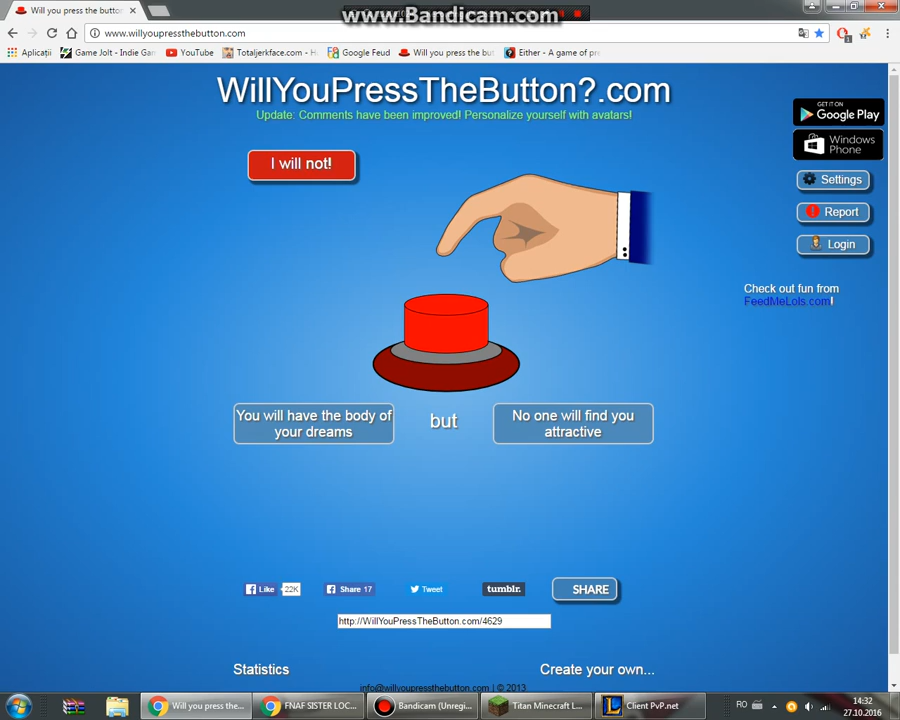 www.Bandicam.com
Will you press the button
www.willyoupressthebutton.com
Aplicații
Game Jolt - Indie Gam
YouTube
Totaljerkface.com - H
Google Feud
Will you press the but
Either - A game of pre
WillYouPressTheButton?.com
Update: Comments have been improved! Personalize yourself with avatars!
GET IT ON
Google Play
Windows
Phone
I will not!
Settings
Report
Login
Check out fun from
FeedMeLols.com!
You will have the body of
your dreams
but
No one will find you
attractive
Like
22K
Share 17
Tweet
tumblr.
SHARE
http://WillYouPressTheButton.com/4629
Statistics
Create your own...
info@willyoupressthebutton.com | © 2013
Will you press the...
FNAF SISTER LOC...
Bandicam (Unregi...
Titan Minecraft L...
Client PvP.net
RO
14:32
27.10.2016